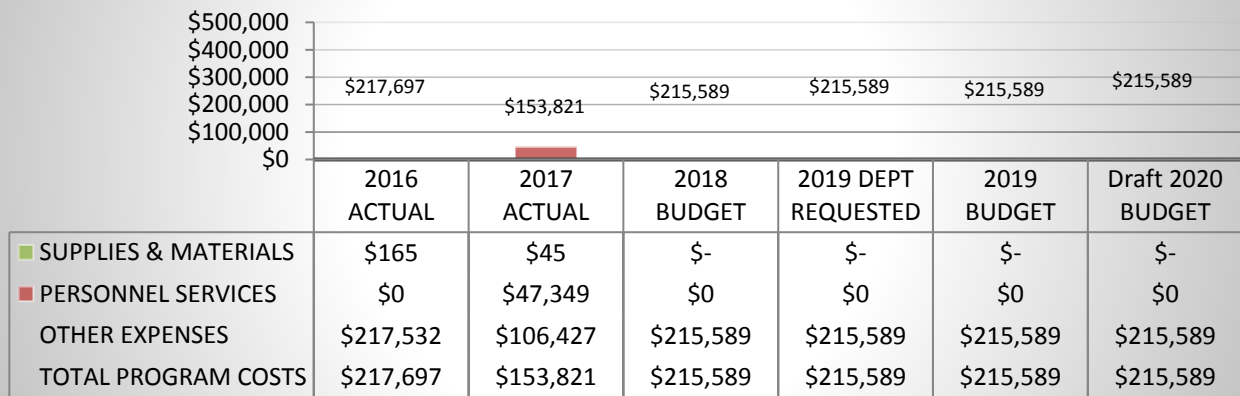 $500,000
$400,000
$300,000
$200,000
$100,000
$0
$217,697 $153,821 $215,589 $215,589 $215,589 $215,589
2016 2017 2018 2019 DEPT 2019 Draft 2020
ACTUAL ACTUAL BUDGET REQUESTED BUDGET BUDGET
SUPPLIES & MATERIALS $165 $45 $- $- $- $-
PERSONNEL SERVICES $0 $47,349 $0 $0 $0 $0
OTHER EXPENSES $217,532 $106,427 $215,589 $215,589 $215,589 $215,589
TOTAL PROGRAM COSTS $217,697 $153,821 $215,589 $215,589 $215,589 $215,589